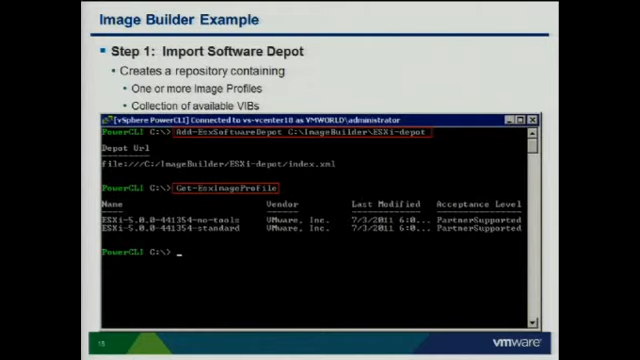 Image Builder Example
Step 1: Import Software Depot
Creates a repository containing
One or more Image Profiles
Collection of available VIBs
[vSphere PowerCLI] Connected to vs-vcenter18 as VMWORLD\administrator
PowerCLI C:\> Add-EsxSoftwareDepot C:\ImageBuilder\ESXi-depot
Depot Url
file:///C:/ImageBuilder/ESXi-depot/index.xml
PowerCLI C:\> Get-EsxImageProfile
Name Vendor Last Modified Acceptance Level
ESXi-5.0.0-441354-no-tools VMware, Inc. 7/3/2011 6:0... PartnerSupported
ESXi-5.0.0-441354-standard VMware, Inc. 7/3/2011 6:0... PartnerSupported
PowerCLI C:\> _
15 vmware